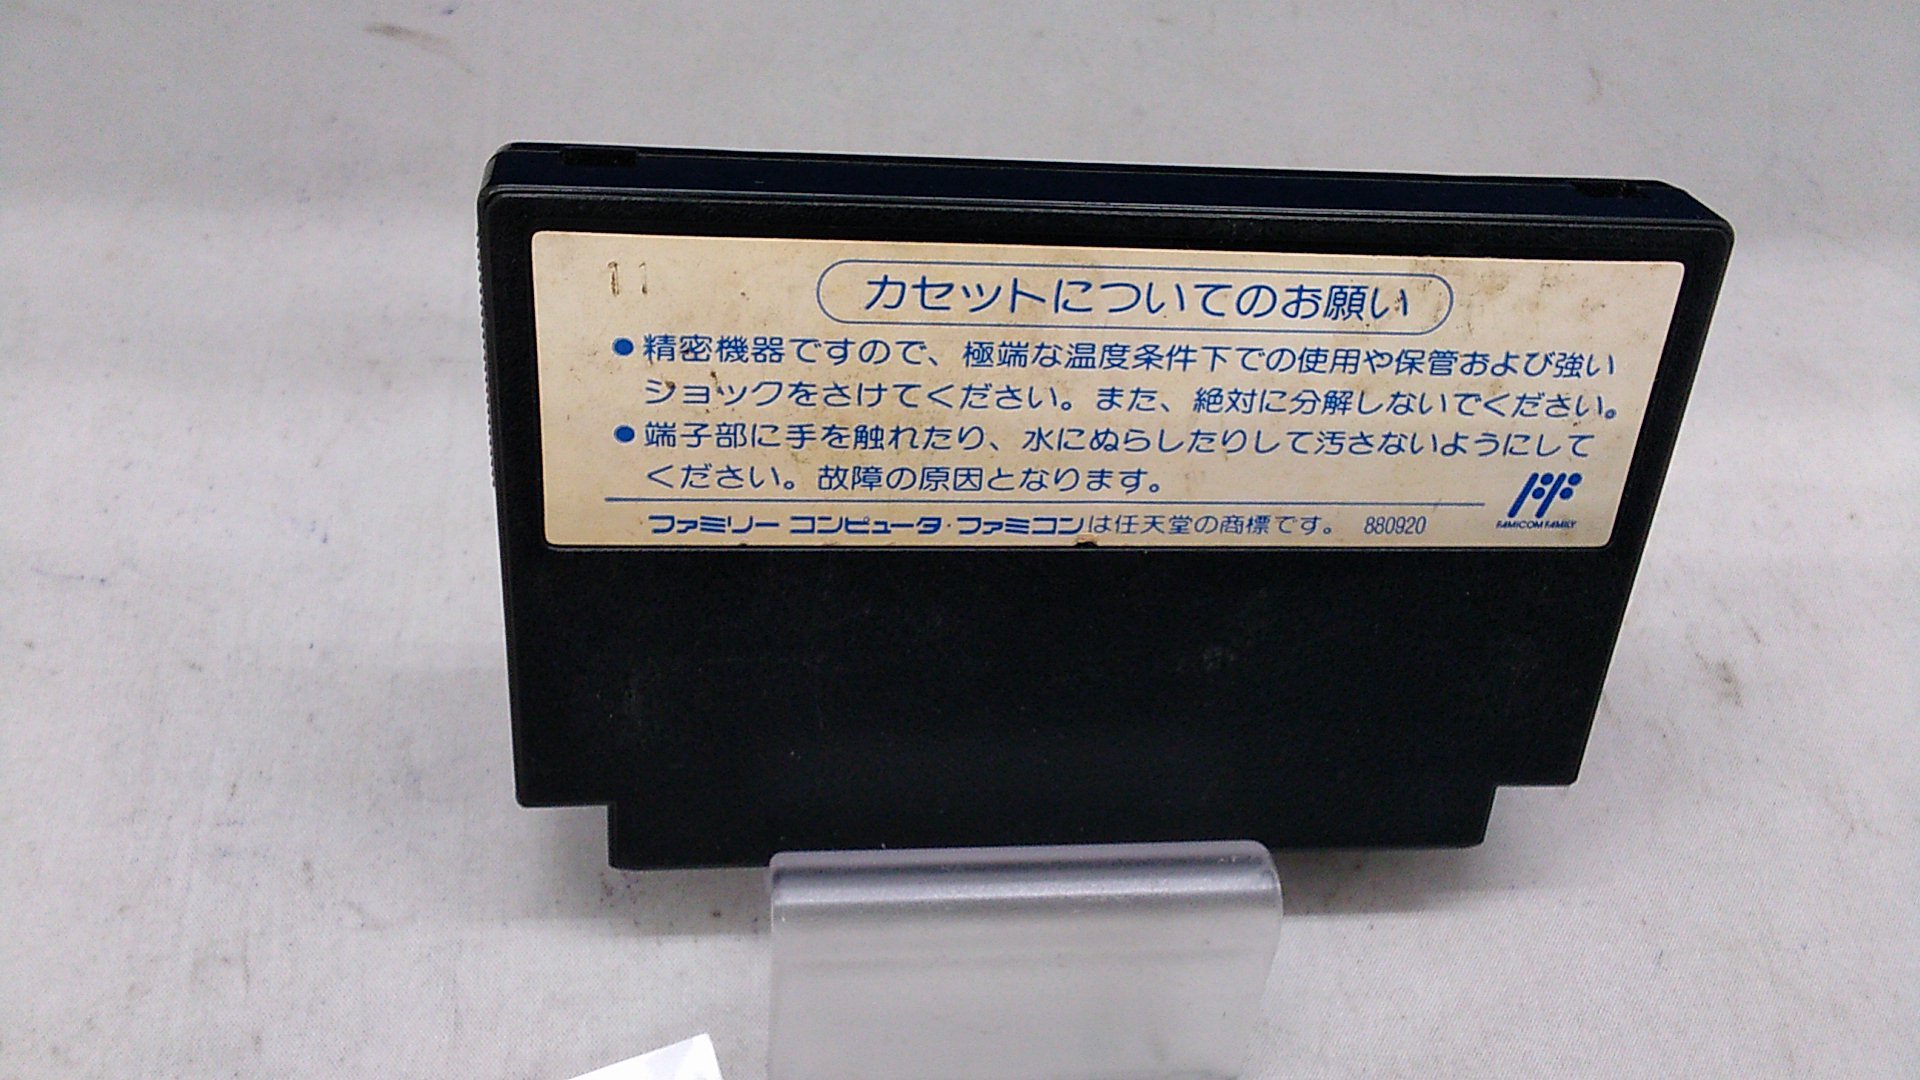 11
カセットについてのお願い
●精密機器ですので、極端な温度条件下での使用や保管および強い
ショックをさけてください。また、絶対に分解しないでください。
●端子部に手を触れたり、水にぬらしたりして汚さないようにして
ください。故障の原因となります。
ファミリー コンピュータ・ファミコンは任天堂の商標です。 880920
FF
FAMICOM FAMILY